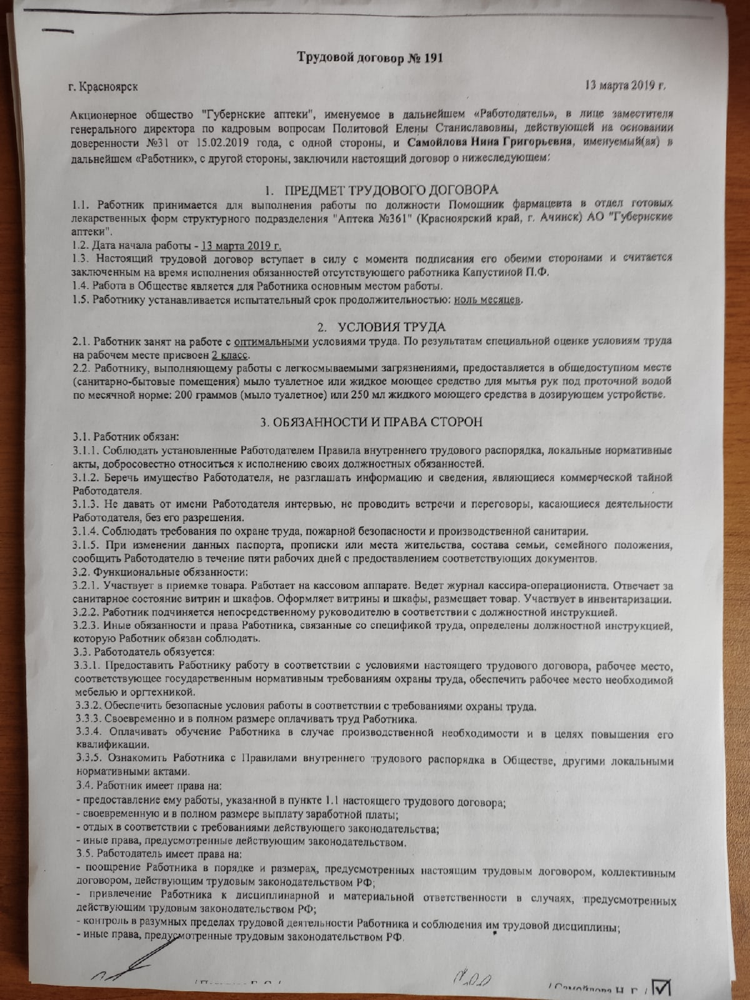 Трудовой договор № 191
г. Красноярск 13 марта 2019 г.
Акционерное общество "Губернские аптеки", именуемое в дальнейшем «Работодатель», в лице заместителя
генерального директора по кадровым вопросам Политовой Елены Станиславовны, действующей на основании
доверенности №31 от 15.02.2019 года, с одной стороны, и Самойлова Нина Григорьевна, именуемый(ая) в
дальнейшем «Работник», с другой стороны, заключили настоящий договор о нижеследующем:
1. ПРЕДМЕТ ТРУДОВОГО ДОГОВОРА
1.1. Работник принимается для выполнения работы по должности Помощник фармацевта в отдел готовых
лекарственных форм структурного подразделения "Аптека №361" (Красноярский край, г. Ачинск) АО "Губернские
аптеки".
1.2. Дата начала работы - 13 марта 2019 г.
1.3. Настоящий трудовой договор вступает в силу с момента подписания его обеими сторонами и считается
заключенным на время исполнения обязанностей отсутствующего работника Капустиной П.Ф.
1.4. Работа в Обществе является для Работника основным местом работы.
1.5. Работнику устанавливается испытательный срок продолжительностью: ноль месяцев.
2. УСЛОВИЯ ТРУДА
2.1. Работник занят на работе с оптимальными условиями труда. По результатам специальной оценке условиям труда
на рабочем месте присвоен 2 класс.
2.2. Работнику, выполняющему работы с легкосмываемыми загрязнениями, предоставляется в общедоступном месте
(санитарно-бытовые помещения) мыло туалетное или жидкое моющее средство для мытья рук под проточной водой
по месячной норме: 200 граммов (мыло туалетное) или 250 мл жидкого моющего средства в дозирующем устройстве.
3. ОБЯЗАННОСТИ И ПРАВА СТОРОН
3.1. Работник обязан:
3.1.1. Соблюдать установленные Работодателем Правила внутреннего трудового распорядка, локальные нормативные
акты, добросовестно относиться к исполнению своих должностных обязанностей.
3.1.2. Беречь имущество Работодателя, не разглашать информацию и сведения, являющиеся коммерческой тайной
Работодателя.
3.1.3. Не давать от имени Работодателя интервью, не проводить встречи и переговоры, касающиеся деятельности
Работодателя, без его разрешения.
3.1.4. Соблюдать требования по охране труда, пожарной безопасности и производственной санитарии.
3.1.5. При изменении данных паспорта, прописки или места жительства, состава семьи, семейного положения,
сообщить Работодателю в течение пяти рабочих дней с предоставлением соответствующих документов.
3.2. Функциональные обязанности:
3.2.1. Участвует в приемке товара. Работает на кассовом аппарате. Ведет журнал кассира-операциониста. Отвечает за
санитарное состояние витрин и шкафов. Оформляет витрины и шкафы, размещает товар. Участвует в инвентаризации.
3.2.2. Работник подчиняется непосредственному руководителю в соответствии с должностной инструкцией.
3.2.3. Иные обязанности и права Работника, связанные со спецификой труда, определены должностной инструкцией,
которую Работник обязан соблюдать.
3.3. Работодатель обязуется:
3.3.1. Предоставить Работнику работу в соответствии с условиями настоящего трудового договора, рабочее место,
соответствующее государственным нормативным требованиям охраны труда, обеспечить рабочее место необходимой
мебелью и оргтехникой.
3.3.2. Обеспечить безопасные условия работы в соответствии с требованиями охраны труда.
3.3.3. Своевременно и в полном размере оплачивать труд Работника.
3.3.4. Оплачивать обучение Работника в случае производственной необходимости и в целях повышения его
квалификации.
3.3.5. Ознакомить Работника с Правилами внутреннего трудового распорядка в Обществе, другими локальными
нормативными актами.
3.4. Работник имеет права на:
- предоставление ему работы, указанной в пункте 1.1 настоящего трудового договора;
- своевременную и в полном размере выплату заработной платы;
- отдых в соответствии с требованиями действующего законодательства;
- иные права, предусмотренные действующим законодательством.
3.5. Работодатель имеет права на:
- поощрение Работника в порядке и размерах, предусмотренных настоящим трудовым договором, коллективным
договором, действующим трудовым законодательством РФ;
- привлечение Работника к дисциплинарной и материальной ответственности в случаях, предусмотренных
действующим трудовым законодательством РФ;
- контроль в разумных пределах трудовой деятельности Работника и соблюдения им трудовой дисциплины;
- иные права, предусмотренные трудовым законодательством РФ.
/ Самойлова Н. Г. /